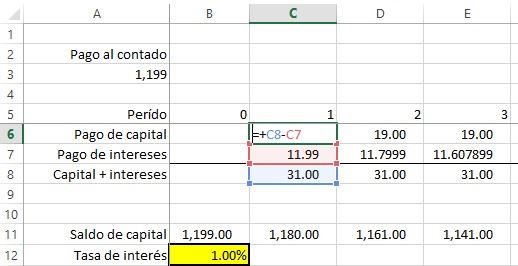 A B C D E
1
2 Pago al contado
3 1,199
4
5 Perído 0 1 2 3
6 Pago de capital =+C8-C7 19.00 19.00
7 Pago de intereses 11.99 11.7999 11.607899
8 Capital + intereses 31.00 31.00 31.00
9
10
11 Saldo de capital 1,199.00 1,180.00 1,161.00 1,141.00
12 Tasa de interés 1.00%